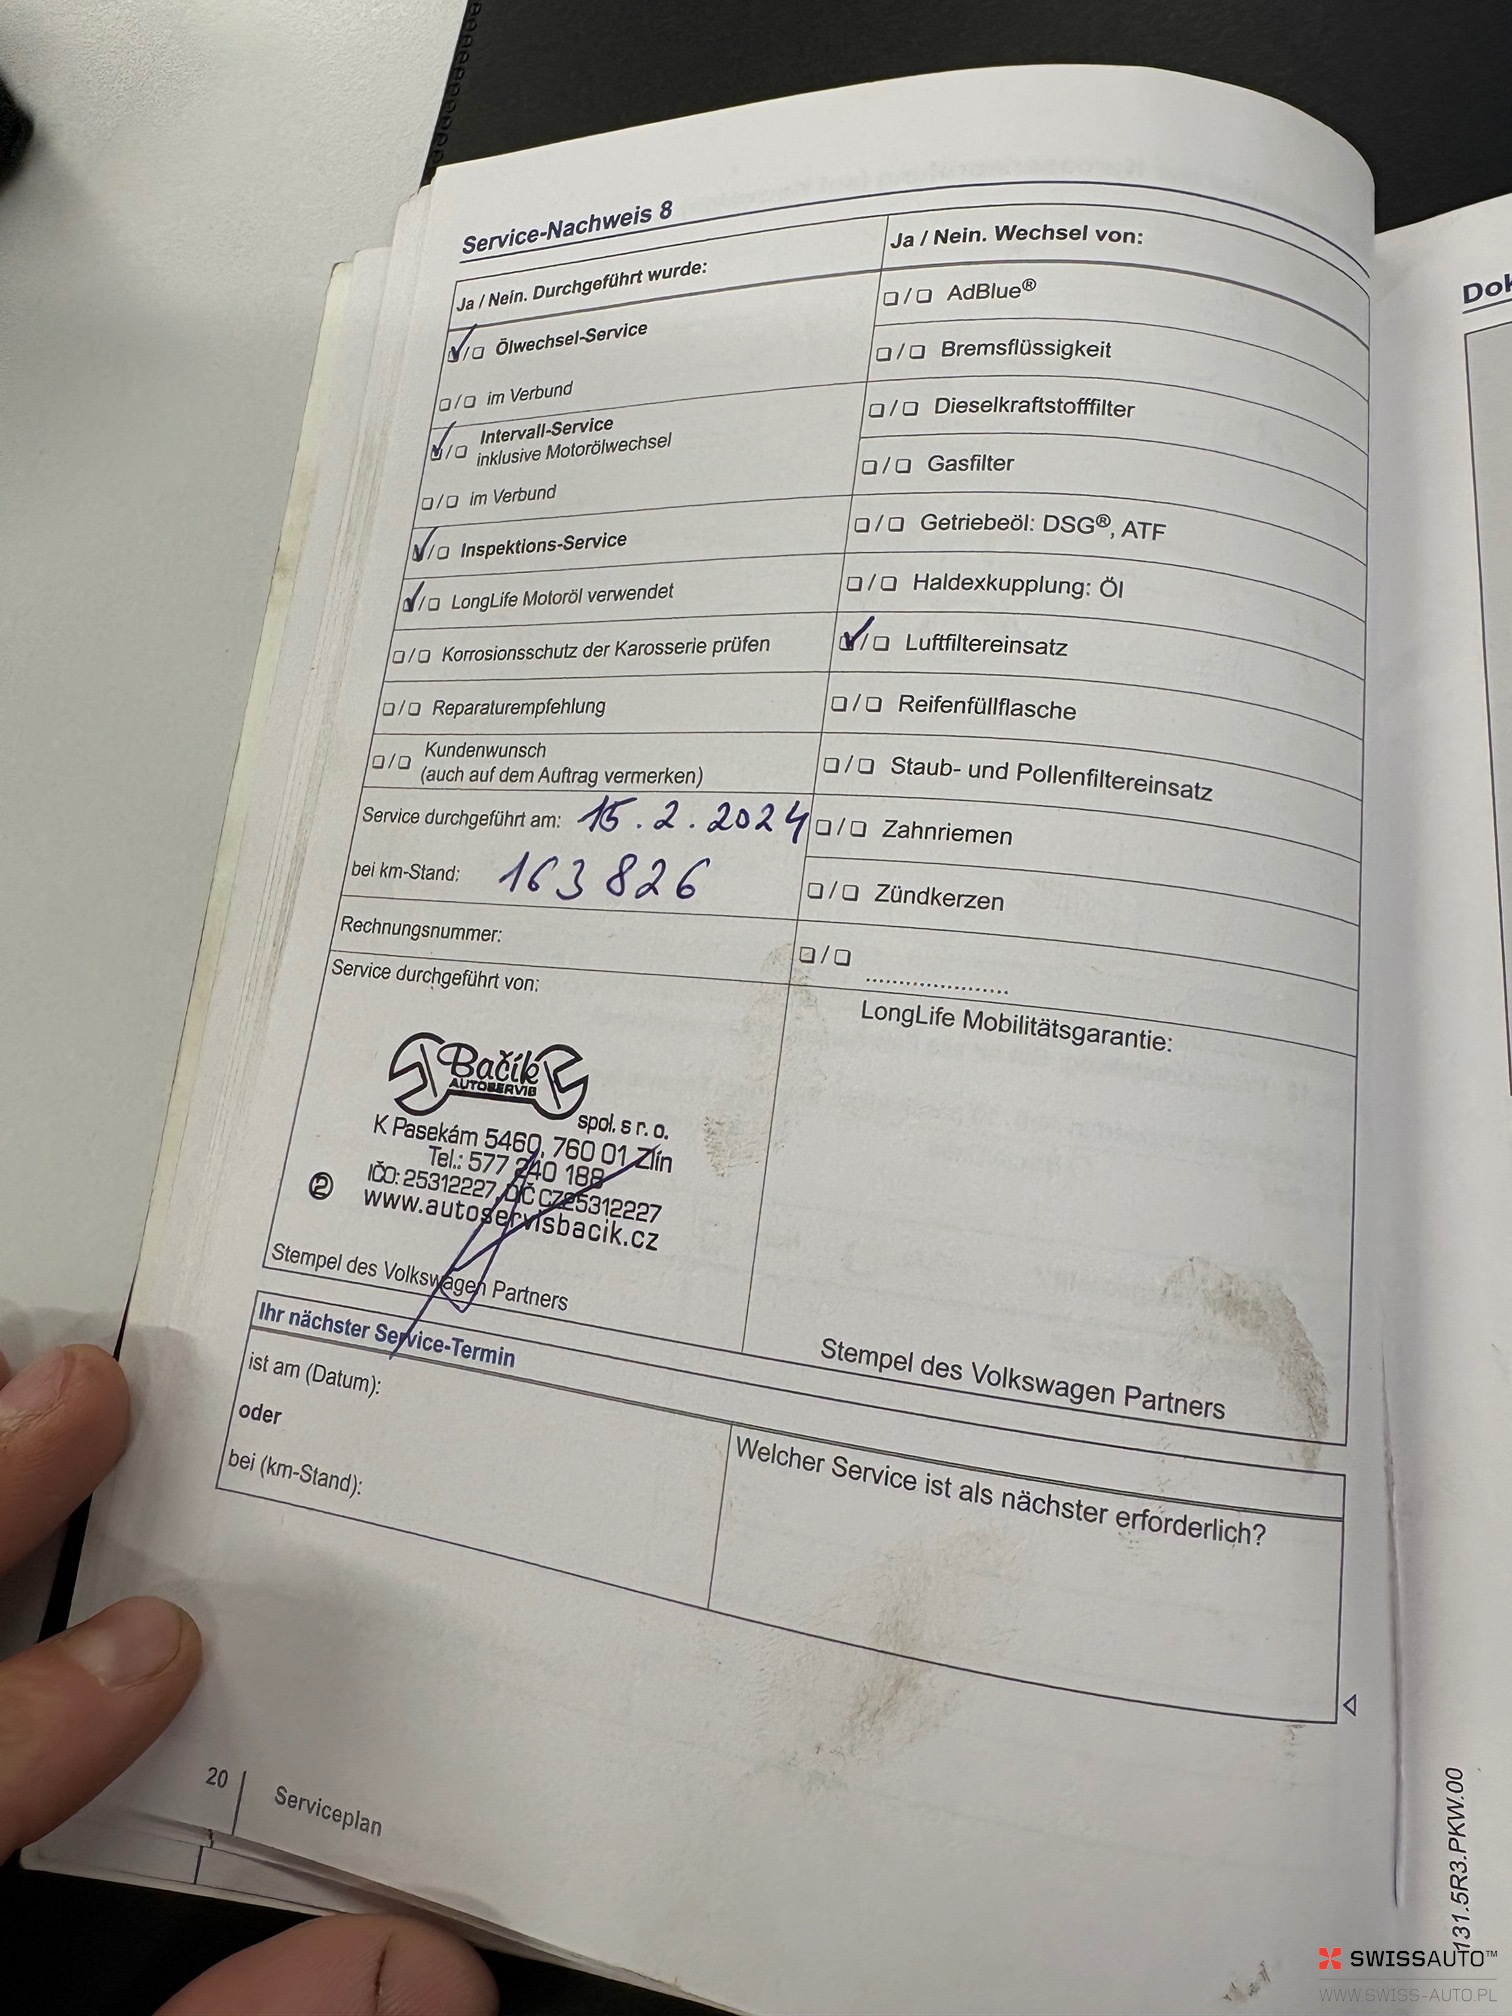 Service-Nachweis 8
Ja / Nein. Durchgeführt wurde:
Ölwechsel-Service
im Verbund
Intervall-Service
inklusive Motorölwechsel
im Verbund
Inspektions-Service
LongLife Motoröl verwendet
Korrosionsschutz der Karosserie prüfen
Reparaturempfehlung
Kundenwunsch
(auch auf dem Auftrag vermerken)
Service durchgeführt am: 15.2.2024
bei km-Stand: 163 826
Rechnungsnummer:
Service durchgeführt von:
Bačík
AUTOSERVIS
spol. s r. o.
K Pasekám 5460, 760 01 Zlín
Tel.: 577 240 188
IČO: 25312227, DIČ CZ25312227
② www.autoservisbacik.cz
Stempel des Volkswagen Partners
Ja / Nein. Wechsel von:
AdBlue®
Bremsflüssigkeit
Dieselkraftstofffilter
Gasfilter
Getriebeöl: DSG®, ATF
Haldexkupplung: Öl
Luftfiltereinsatz
Reifenfüllflasche
Staub- und Pollenfiltereinsatz
Zahnriemen
Zündkerzen
......................
LongLife Mobilitätsgarantie:
Stempel des Volkswagen Partners
Ihr nächster Service-Termin
ist am (Datum):
oder
bei (km-Stand):
Welcher Service ist als nächster erforderlich?
20 | Serviceplan
Dok
131.5R3.PKW.00
SWISSAUTO™
WWW.SWISS-AUTO.PL